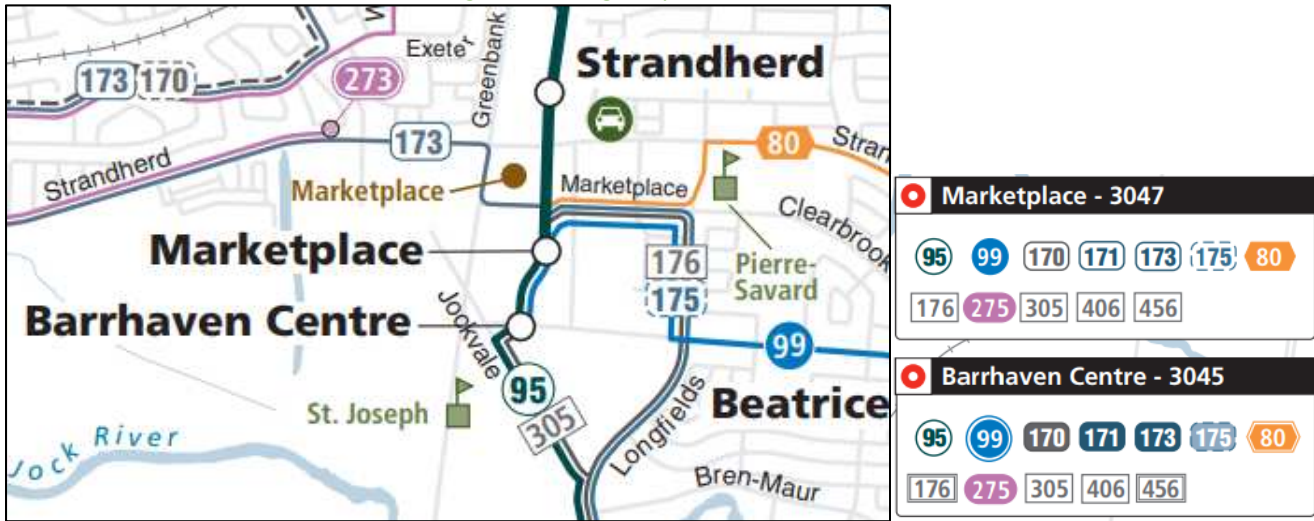 Exeter
Strandherd
173 170
273
Greenbank
173
80
Strandherd
Marketplace
Marketplace
Clearbrook
Marketplace
176
175
Pierre-
Savard
Barrhaven Centre
Jockvale
99
95
305
St. Joseph
Beatrice
Longfields
Jock River
Bren-Maur
Marketplace - 3047
95 99 170 171 173 175 80
176 275 305 406 456
Barrhaven Centre - 3045
95 99 170 171 173 175 80
176 275 305 406 456